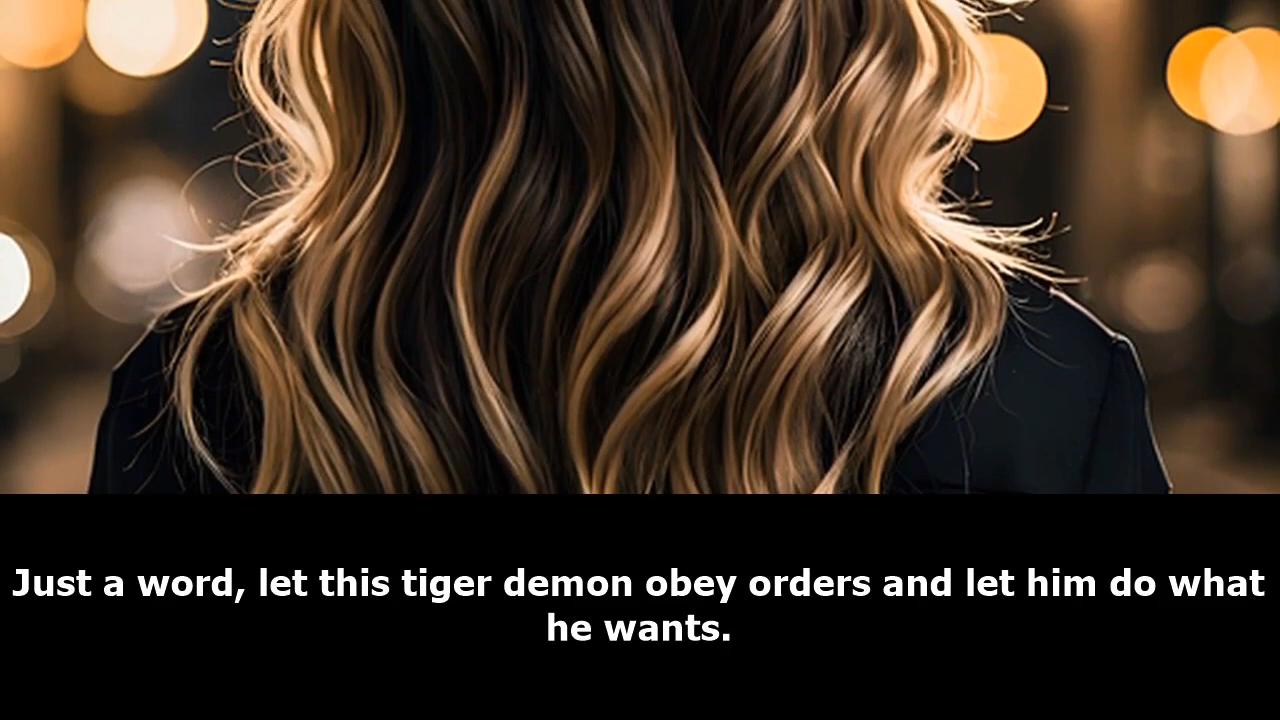 Just a word, let this tiger demon obey orders and let him do what
he wants.